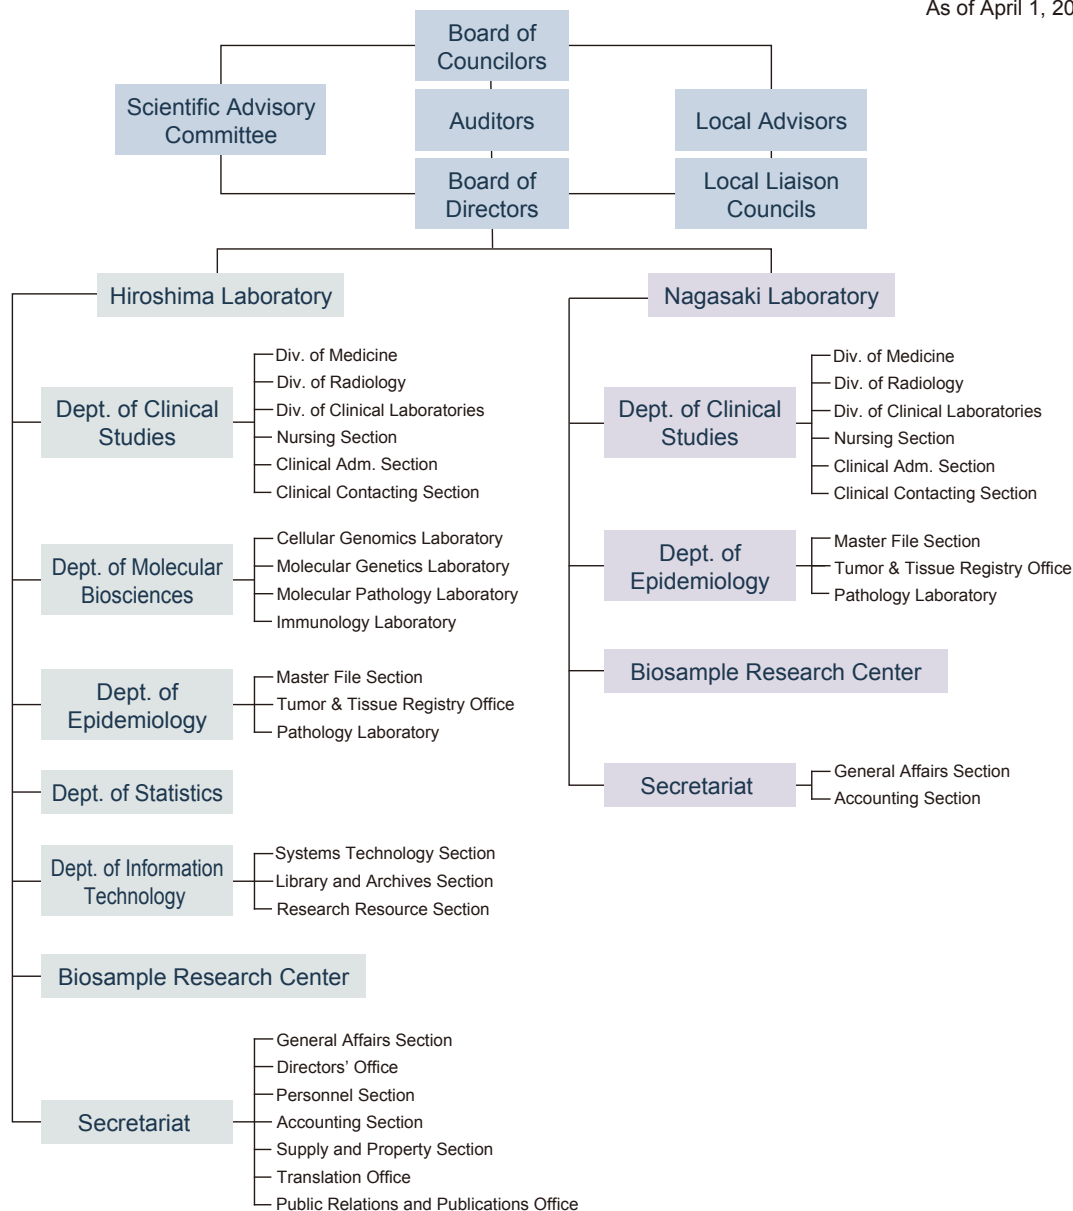 As of April 1, 20
Board of
Councilors
Scientific Advisory
Committee
Auditors
Local Advisors
Board of
Directors
Local Liaison
Councils
Hiroshima Laboratory
Dept. of Clinical
Studies
Div. of Medicine
Div. of Radiology
Div. of Clinical Laboratories
Nursing Section
Clinical Adm. Section
Clinical Contacting Section
Dept. of Molecular
Biosciences
Cellular Genomics Laboratory
Molecular Genetics Laboratory
Molecular Pathology Laboratory
Immunology Laboratory
Dept. of
Epidemiology
Master File Section
Tumor & Tissue Registry Office
Pathology Laboratory
Dept. of Statistics
Dept. of Information
Technology
Systems Technology Section
Library and Archives Section
Research Resource Section
Biosample Research Center
Secretariat
General Affairs Section
Directors’ Office
Personnel Section
Accounting Section
Supply and Property Section
Translation Office
Public Relations and Publications Office
Nagasaki Laboratory
Dept. of Clinical
Studies
Div. of Medicine
Div. of Radiology
Div. of Clinical Laboratories
Nursing Section
Clinical Adm. Section
Clinical Contacting Section
Dept. of
Epidemiology
Master File Section
Tumor & Tissue Registry Office
Pathology Laboratory
Biosample Research Center
Secretariat
General Affairs Section
Accounting Section